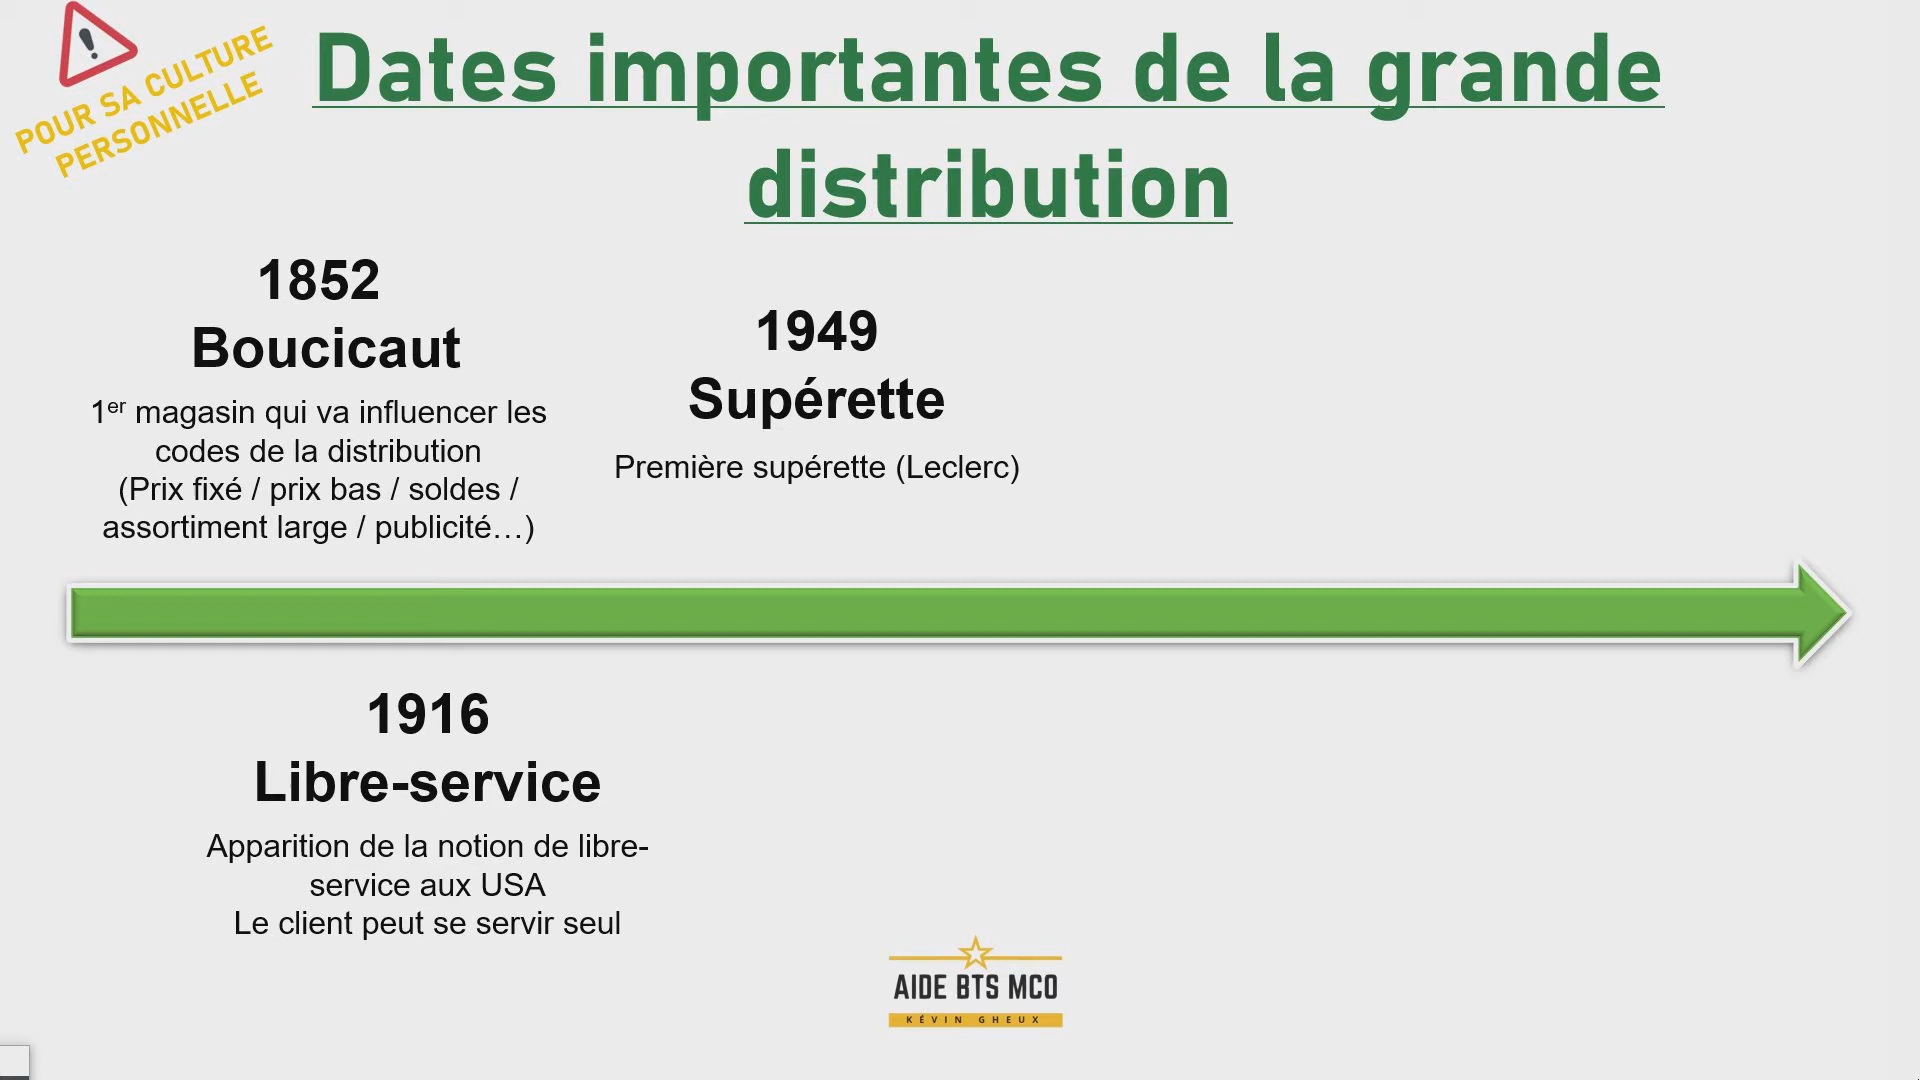 POUR SA CULTURE
PERSONNELLE
Dates importantes de la grande
distribution
1852
Boucicaut
1er magasin qui va influencer les
codes de la distribution
(Prix fixé / prix bas / soldes /
assortiment large / publicité…)
1949
Supérette
Première supérette (Leclerc)
1916
Libre-service
Apparition de la notion de libre-
service aux USA
Le client peut se servir seul
AIDE BTS MCO
KÉVIN GHEUX